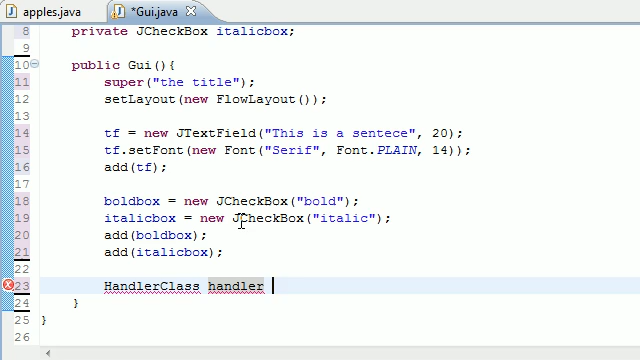 apples.java *Gui.java
8 private JCheckBox italicbox;
9
10 public Gui(){
11 super("the title");
12 setLayout(new FlowLayout());
13
14 tf = new JTextField("This is a sentece", 20);
15 tf.setFont(new Font("Serif", Font.PLAIN, 14));
16 add(tf);
17
18 boldbox = new JCheckBox("bold");
19 italicbox = new JCheckBox("italic");
20 add(boldbox);
21 add(italicbox);
22
23 HandlerClass handler
24 }
25 }
26